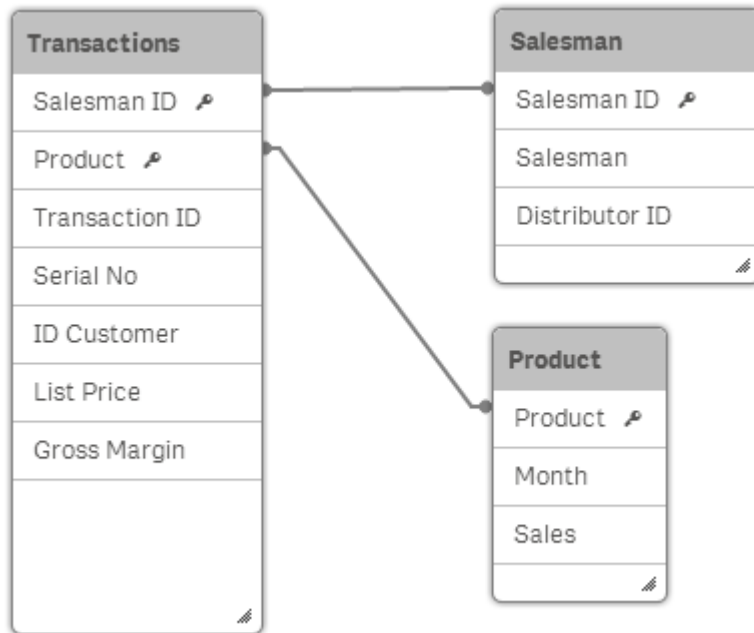 Transactions
Salesman ID
Product
Transaction ID
Serial No
ID Customer
List Price
Gross Margin
Salesman
Salesman ID
Salesman
Distributor ID
Product
Product
Month
Sales